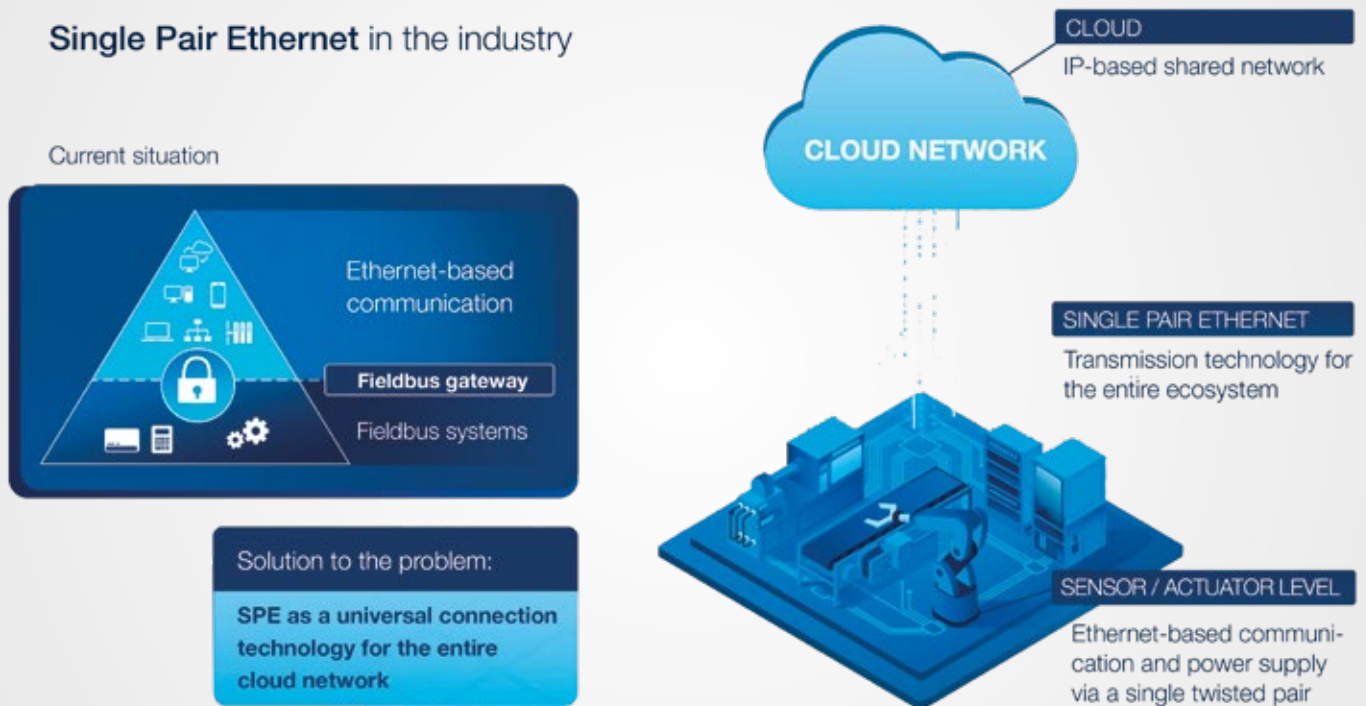 Single Pair Ethernet in the industry
Current situation
Ethernet-based
communication
Fieldbus gateway
Fieldbus systems
Solution to the problem:
SPE as a universal connection
technology for the entire
cloud network
CLOUD NETWORK
CLOUD
IP-based shared network
SINGLE PAIR ETHERNET
Transmission technology for
the entire ecosystem
SENSOR / ACTUATOR LEVEL
Ethernet-based communi-
cation and power supply
via a single twisted pair